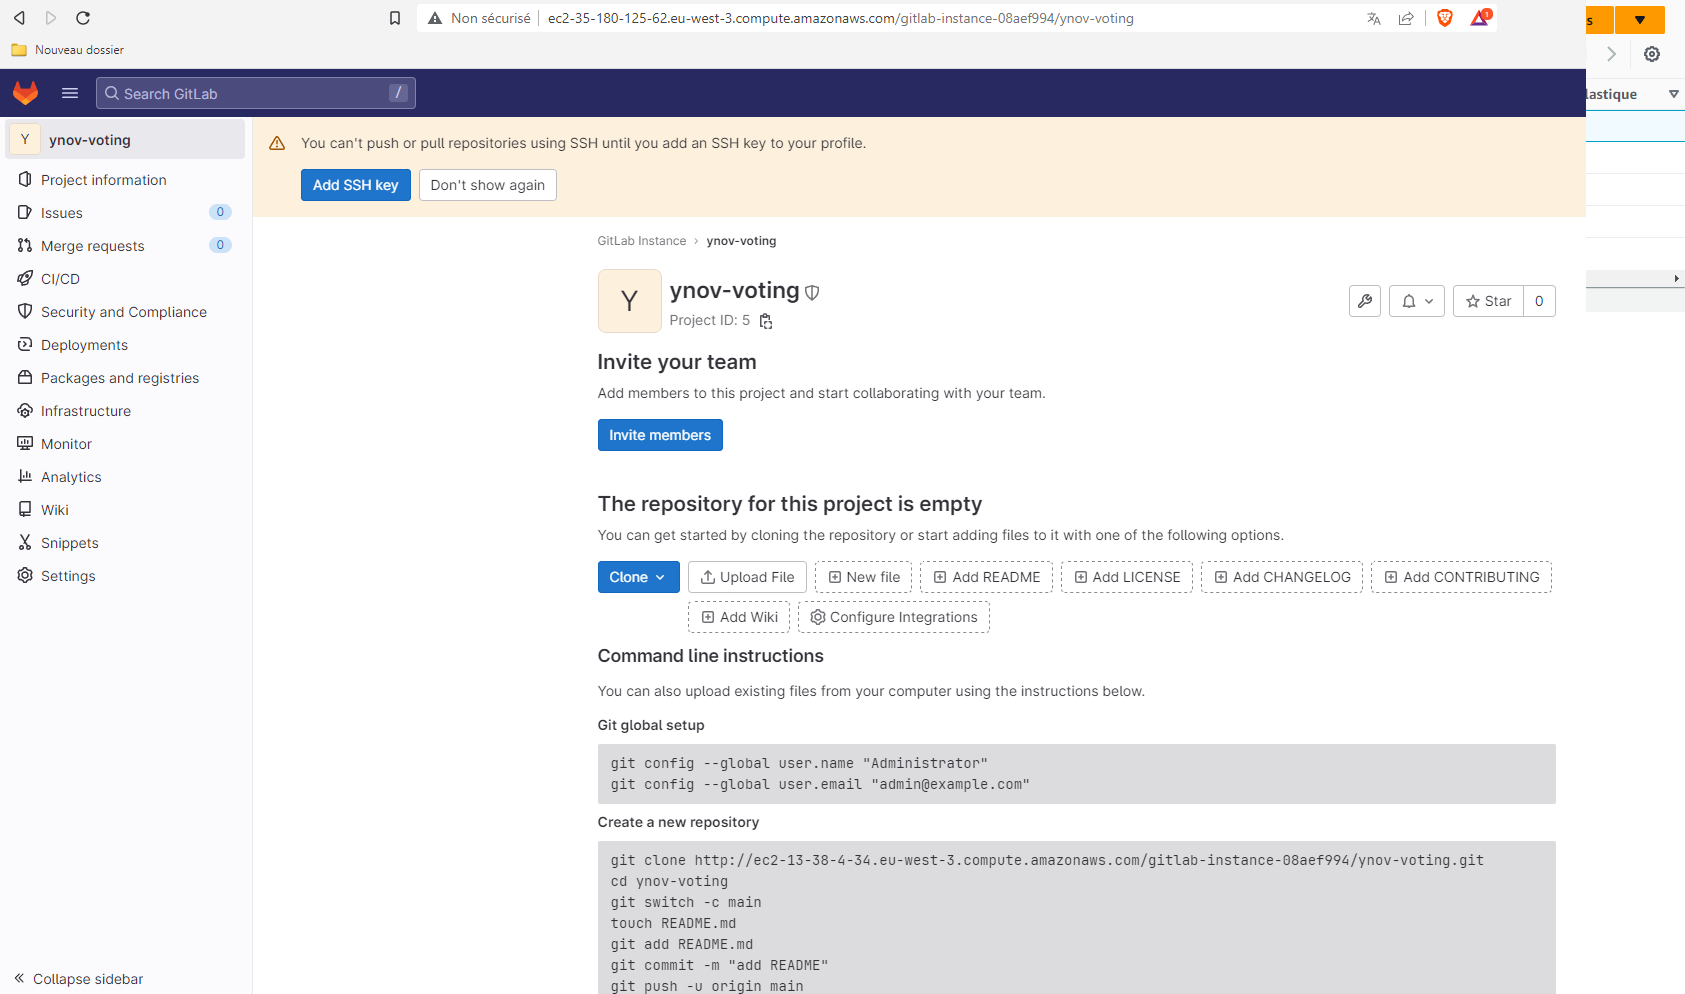 Non sécurisé
ec2-35-180-125-62.eu-west-3.compute.amazonaws.com/gitlab-instance-08aef994/ynov-voting
1
s
Nouveau dossier
Search GitLab
/
lastique
Y
ynov-voting
Project information
Issues
0
Merge requests
0
CI/CD
Security and Compliance
Deployments
Packages and registries
Infrastructure
Monitor
Analytics
Wiki
Snippets
Settings
Collapse sidebar
You can't push or pull repositories using SSH until you add an SSH key to your profile.
Add SSH key
Don't show again
GitLab Instance › ynov-voting
Y
ynov-voting
Project ID: 5
Star
0
Invite your team
Add members to this project and start collaborating with your team.
Invite members
The repository for this project is empty
You can get started by cloning the repository or start adding files to it with one of the following options.
Clone
Upload File
New file
Add README
Add LICENSE
Add CHANGELOG
Add CONTRIBUTING
Add Wiki
Configure Integrations
Command line instructions
You can also upload existing files from your computer using the instructions below.
Git global setup
git config --global user.name "Administrator"
git config --global user.email "admin@example.com"
Create a new repository
git clone http://ec2-13-38-4-34.eu-west-3.compute.amazonaws.com/gitlab-instance-08aef994/ynov-voting.git
cd ynov-voting
git switch -c main
touch README.md
git add README.md
git commit -m "add README"
git push -u origin main